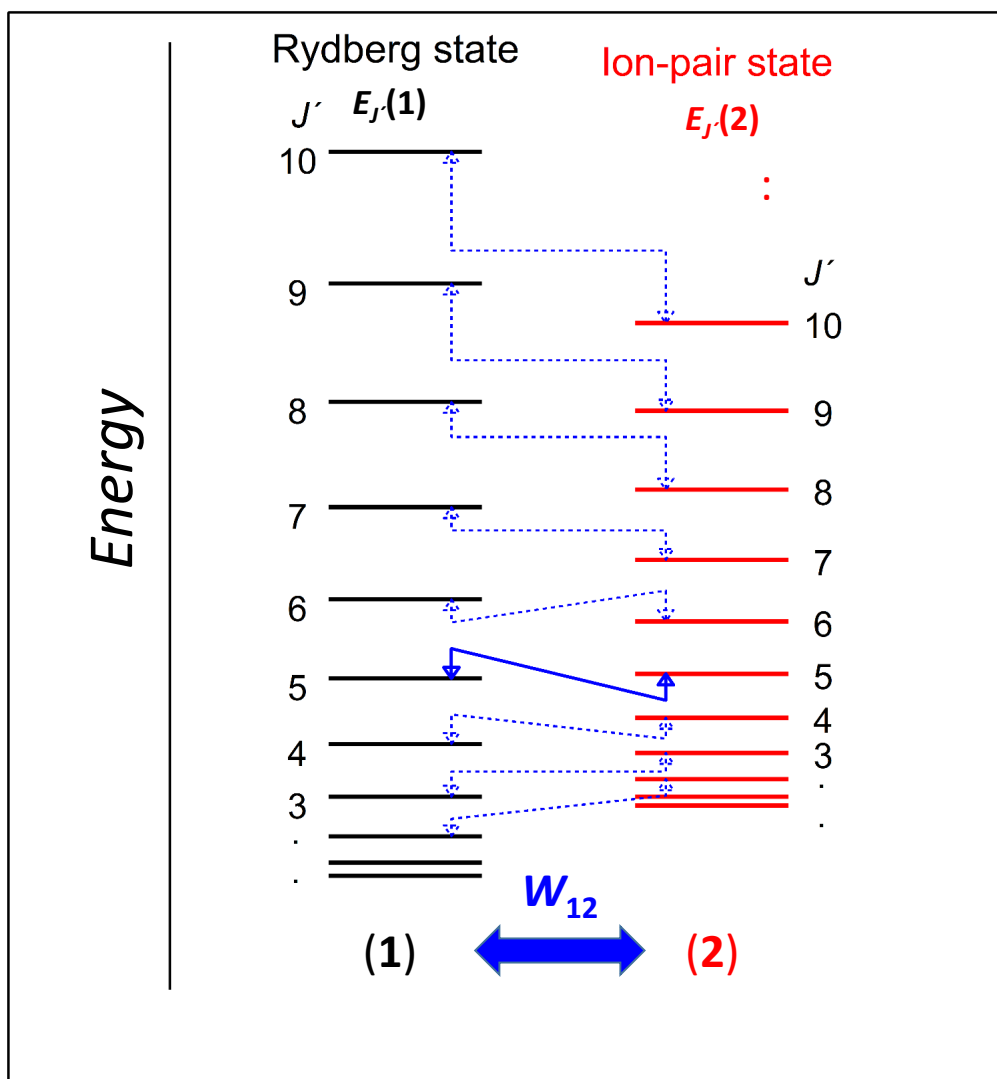 Rydberg state
Ion-pair state
J´
E_J´(1)
E_J´(2)
10
:
9
J´
10
8
9
8
7
7
6
6
5
5
4
4
3
3
.
.
.
.
Energy
W₁₂
(1)
(2)